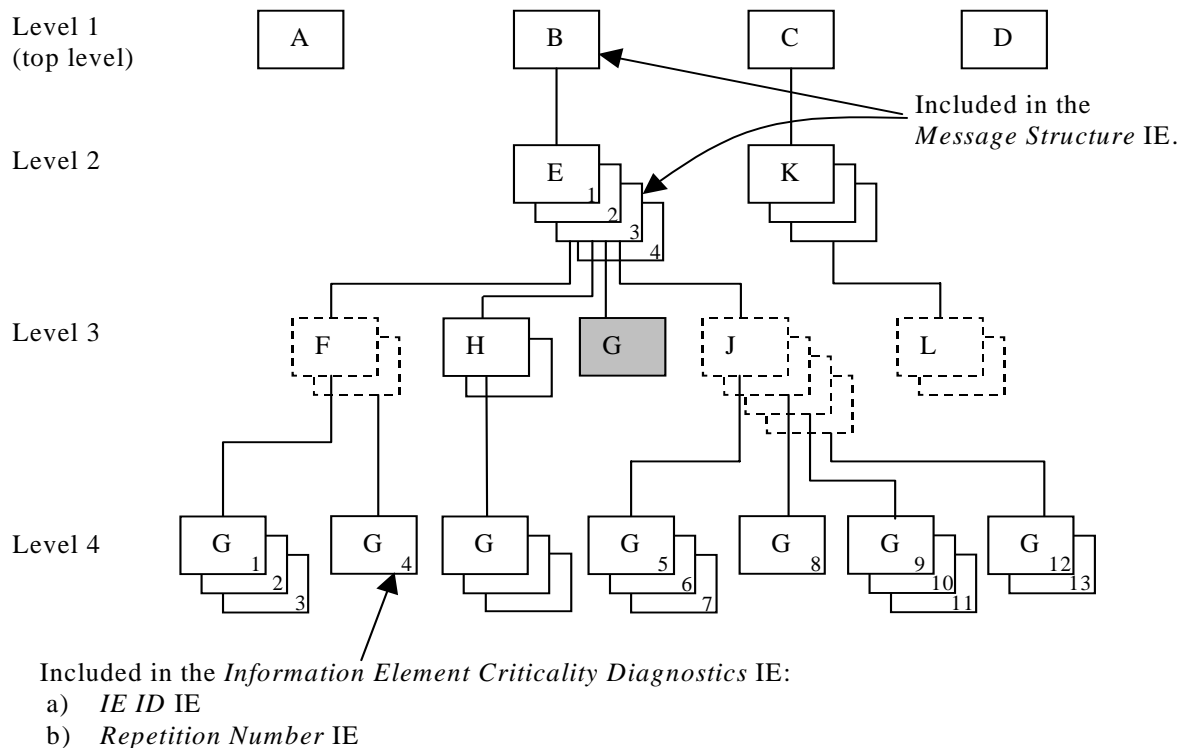 Level 1
(top level)
A
B
C
D
Included in the
Message Structure IE.
Level 2
E
1
2
3
4
K
Level 3
F
H
G
J
L
Level 4
G
1
2
3
G
4
G
G
5
6
7
G
8
G
9
10
11
G
12
13
Included in the Information Element Criticality Diagnostics IE:
a) IE ID IE
b) Repetition Number IE